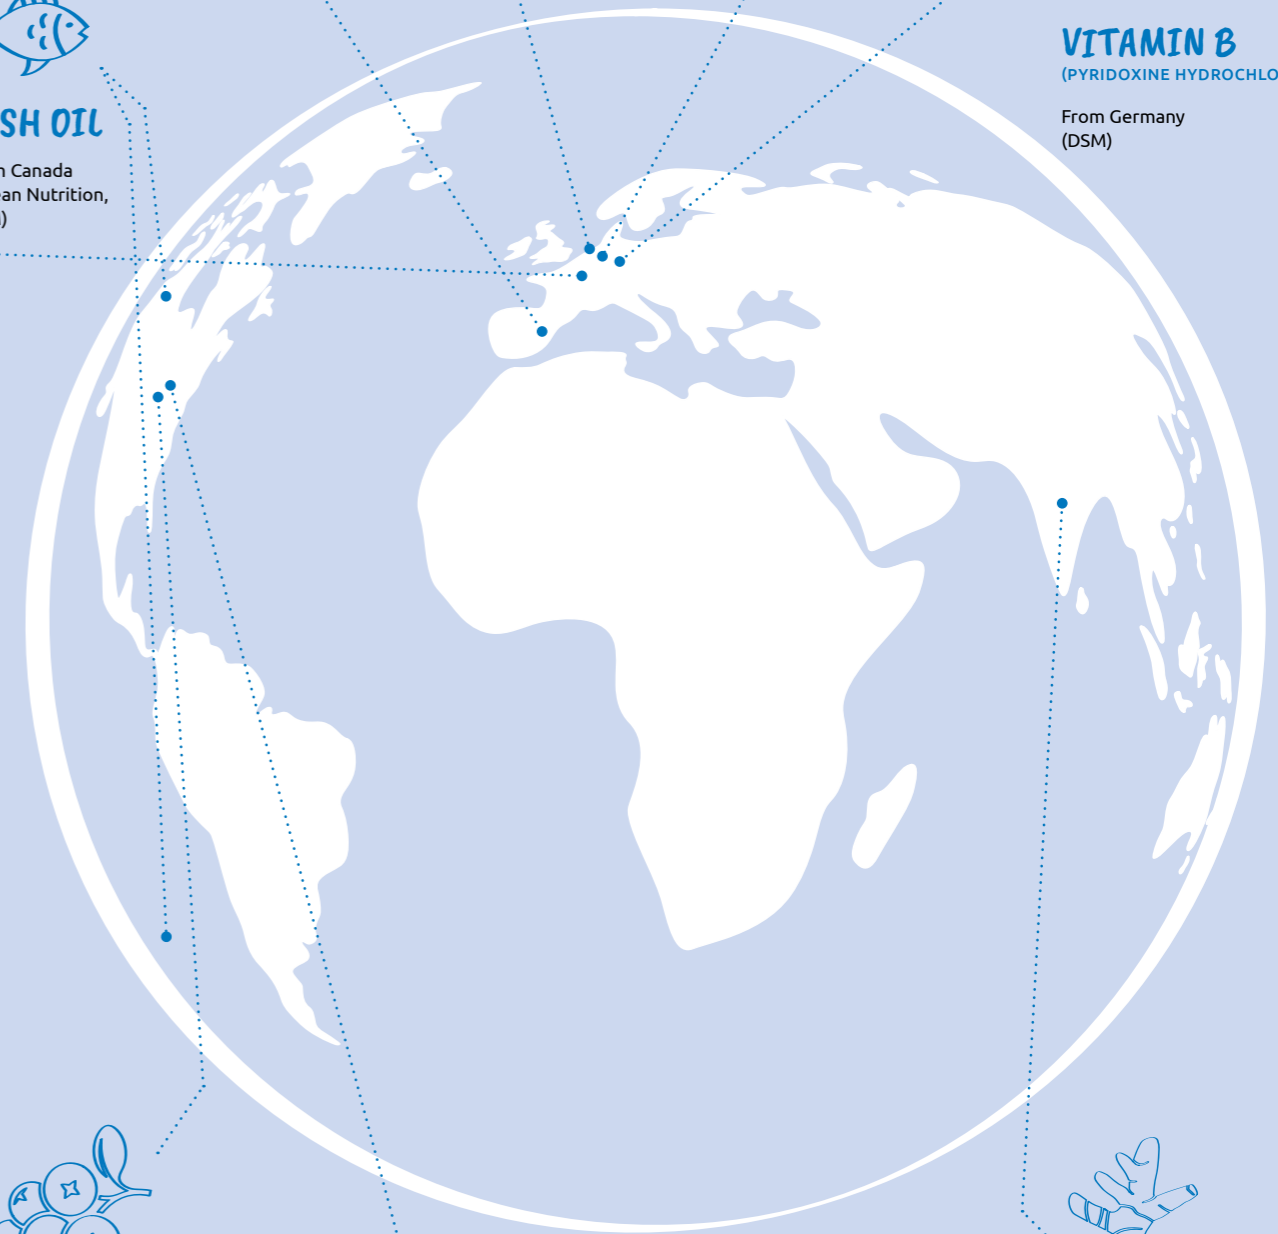 SH OIL
n Canada
an Nutrition,
)
VITAMIN B
(PYRIDOXINE HYDROCHLO
From Germany
(DSM)